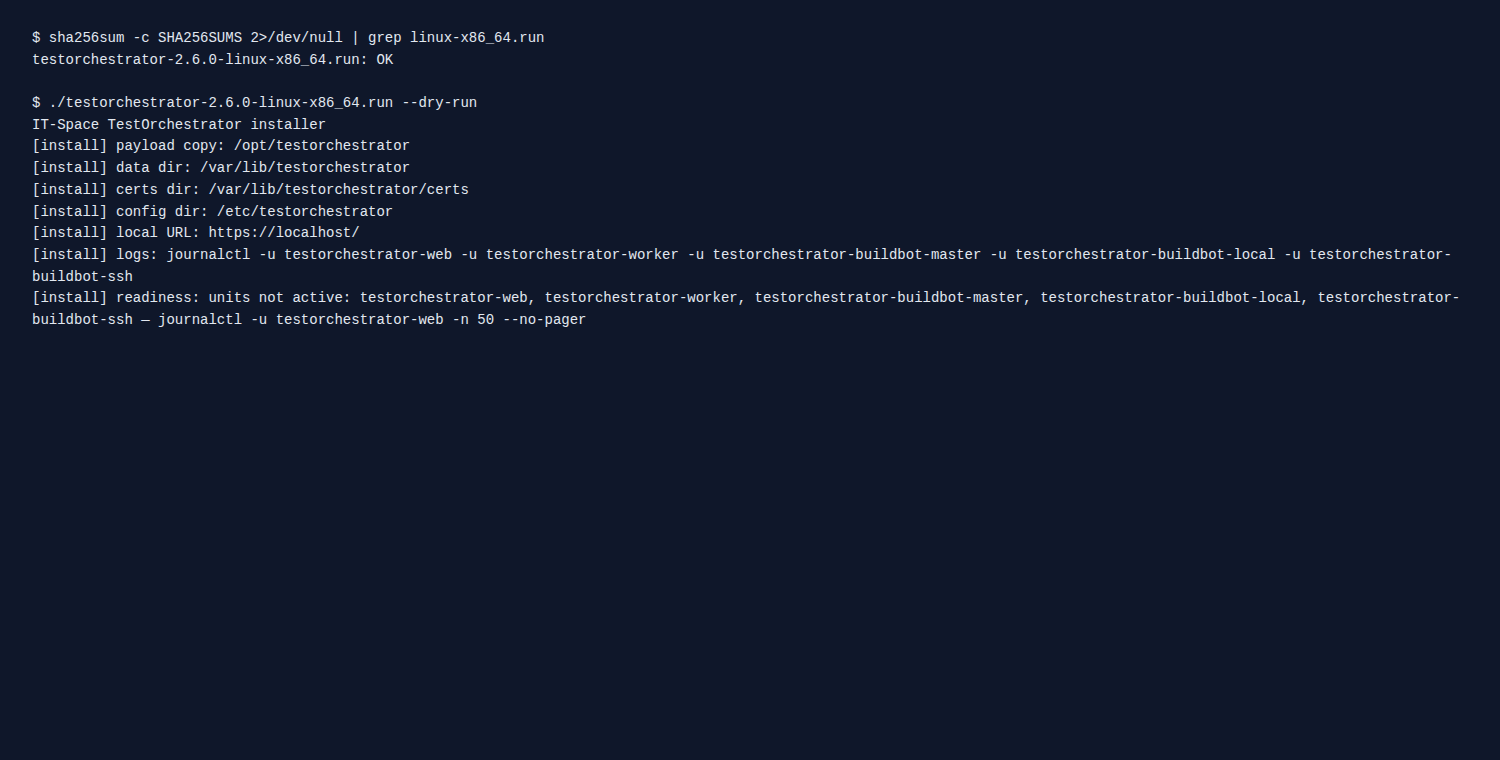 $ sha256sum -c SHA256SUMS 2>/dev/null | grep linux-x86_64.run
testorchestrator-2.6.0-linux-x86_64.run: OK
$ ./testorchestrator-2.6.0-linux-x86_64.run --dry-run
IT-Space TestOrchestrator installer
[install] payload copy: /opt/testorchestrator
[install] data dir: /var/lib/testorchestrator
[install] certs dir: /var/lib/testorchestrator/certs
[install] config dir: /etc/testorchestrator
[install] local URL: https://localhost/
[install] logs: journalctl -u testorchestrator-web -u testorchestrator-worker -u testorchestrator-buildbot-master -u testorchestrator-buildbot-local -u testorchestrator-
buildbot-ssh
[install] readiness: units not active: testorchestrator-web, testorchestrator-worker, testorchestrator-buildbot-master, testorchestrator-buildbot-local, testorchestrator-
buildbot-ssh — journalctl -u testorchestrator-web -n 50 --no-pager